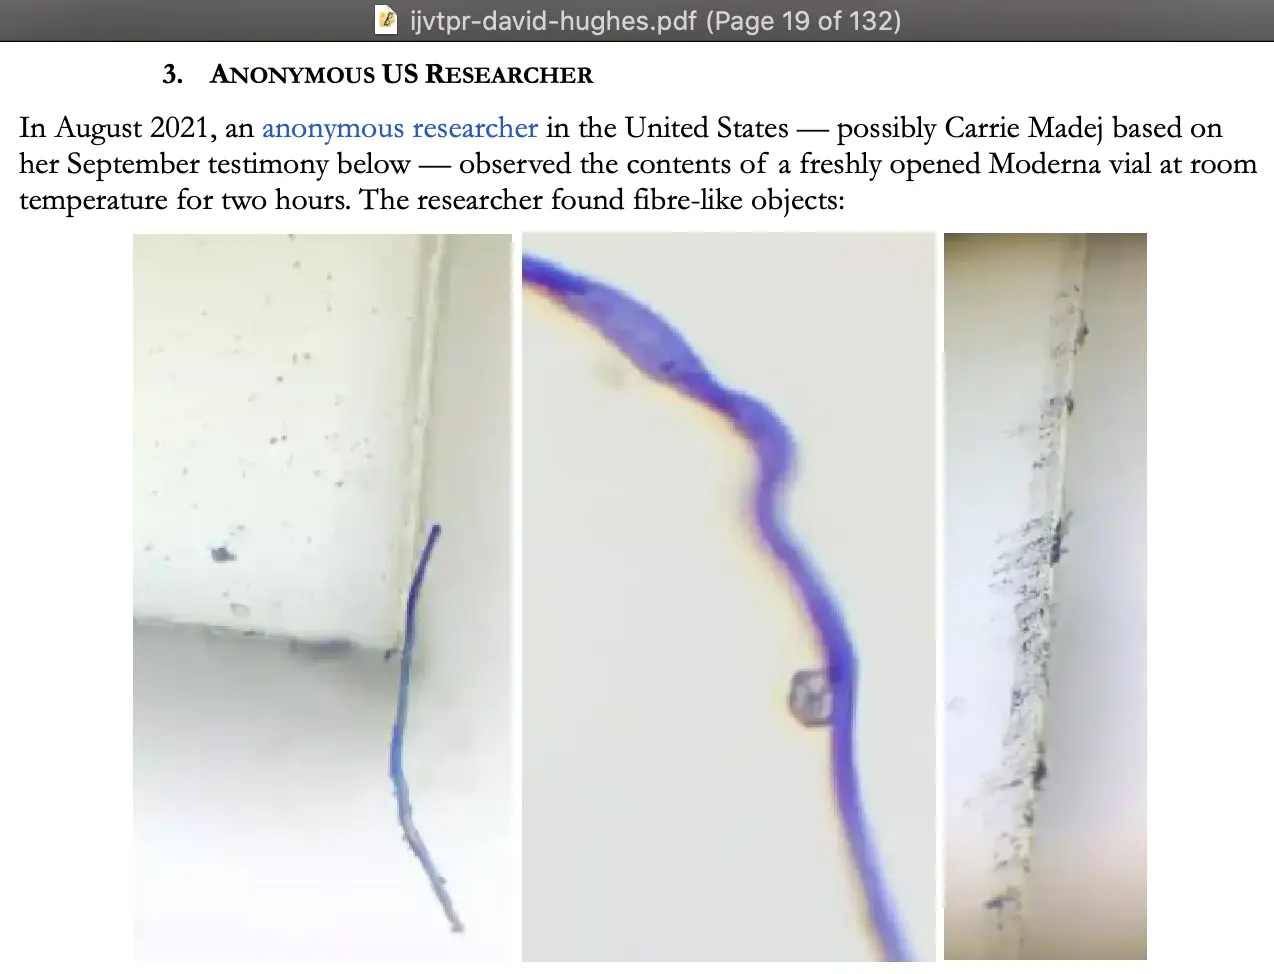 ijvtpr-david-hughes.pdf (Page 19 of 132)
3. ANONYMOUS US RESEARCHER
In August 2021, an anonymous researcher in the United States — possibly Carrie Madej based on
her September testimony below — observed the contents of a freshly opened Moderna vial at room
temperature for two hours. The researcher found fibre-like objects: